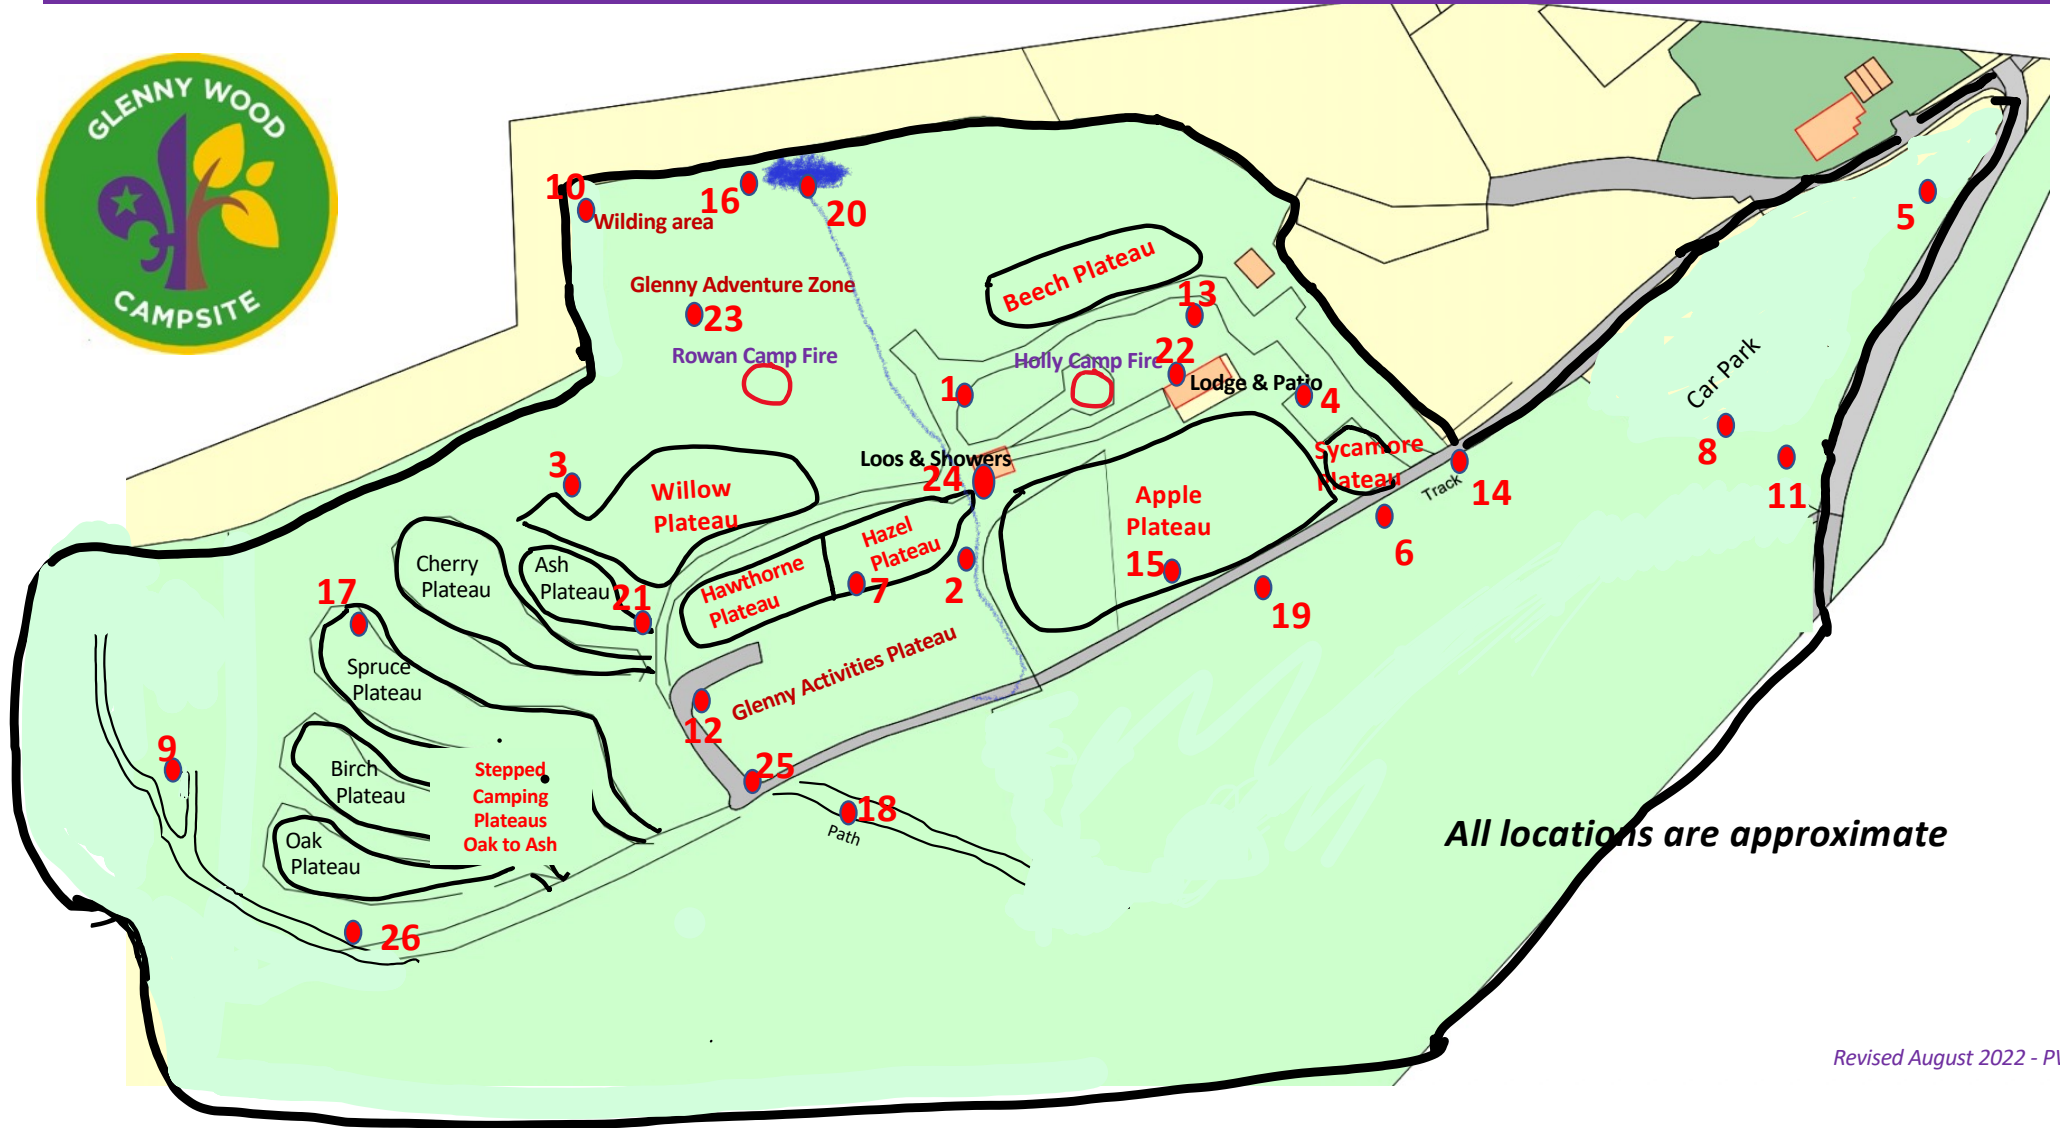 GLENNY WOOD
CAMPSITE
10
Wilding area
16
20
5
Glenny Adventure Zone
23
Beech Plateau
13
Rowan Camp Fire
Holly Camp Fire
22
1
Lodge & Patio
4
Car Park
8
11
3
Willow
Plateau
Loos & Showers
24
Sycamore
Plateau
Track
14
Apple
Plateau
15
6
19
Hazel
Plateau
Hawthorne
Plateau
7
2
Cherry
Plateau
Ash
Plateau
21
17
Spruce
Plateau
Glenny Activities Plateau
12
9
Birch
Plateau
Stepped
Camping
Plateaus
Oak to Ash
25
18
Path
Oak
Plateau
26
All locations are approximate
Revised August 2022 -